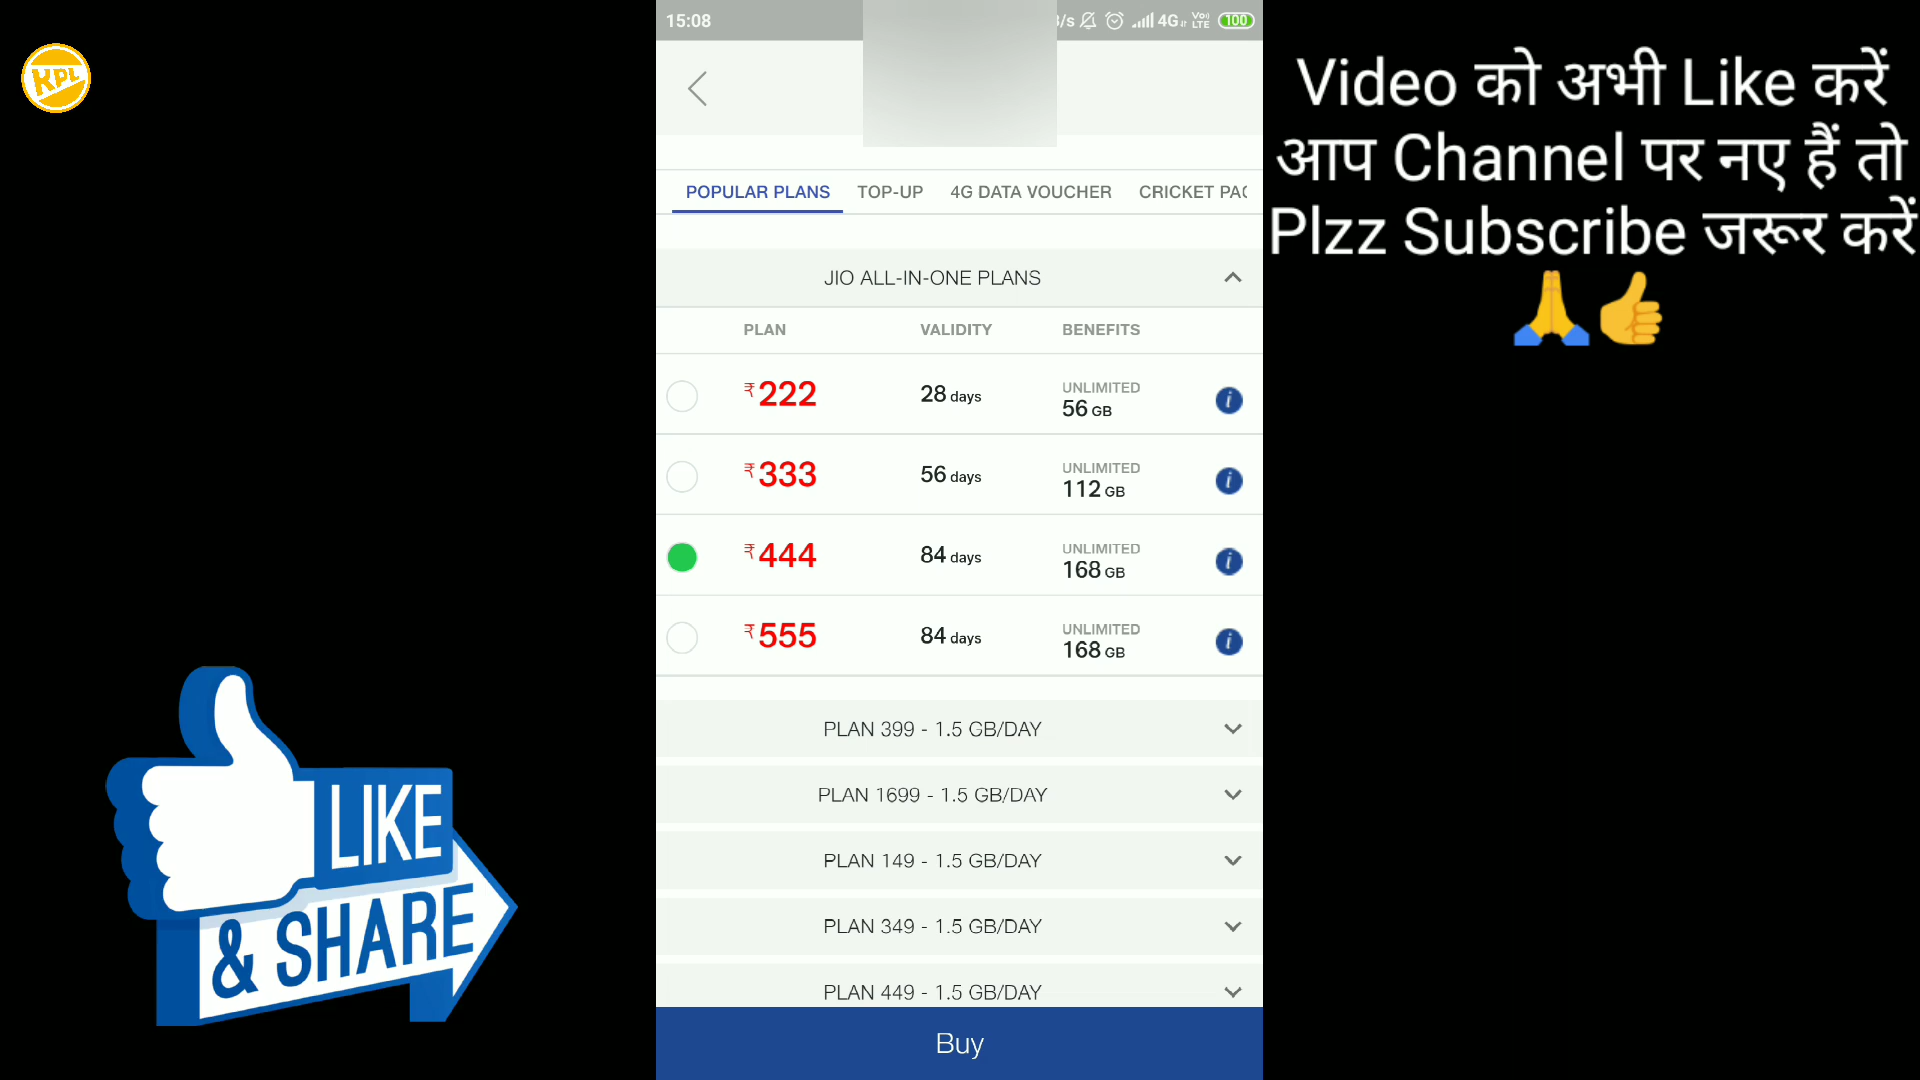 KPL
15:08
/s 4G VoLTE 100
POPULAR PLANS TOP-UP 4G DATA VOUCHER CRICKET PAC
JIO ALL-IN-ONE PLANS
PLAN VALIDITY BENEFITS
₹222 28 days UNLIMITED 56 GB
₹333 56 days UNLIMITED 112 GB
₹444 84 days UNLIMITED 168 GB
₹555 84 days UNLIMITED 168 GB
PLAN 399 - 1.5 GB/DAY
PLAN 1699 - 1.5 GB/DAY
PLAN 149 - 1.5 GB/DAY
PLAN 349 - 1.5 GB/DAY
PLAN 449 - 1.5 GB/DAY
Buy
Video को अभी Like करें
आप Channel पर नए हैं तो
Plzz Subscribe जरूर करें
🙏👍
LIKE
& SHARE